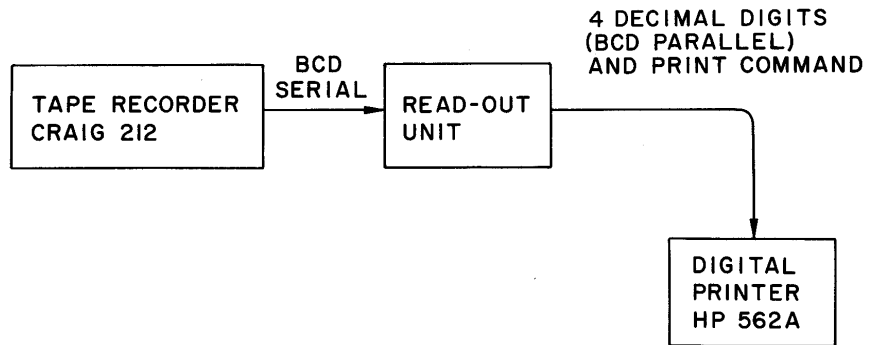 4 DECIMAL DIGITS
(BCD PARALLEL)
AND PRINT COMMAND
BCD
SERIAL
TAPE RECORDER
CRAIG 212
READ-OUT
UNIT
DIGITAL
PRINTER
HP 562A